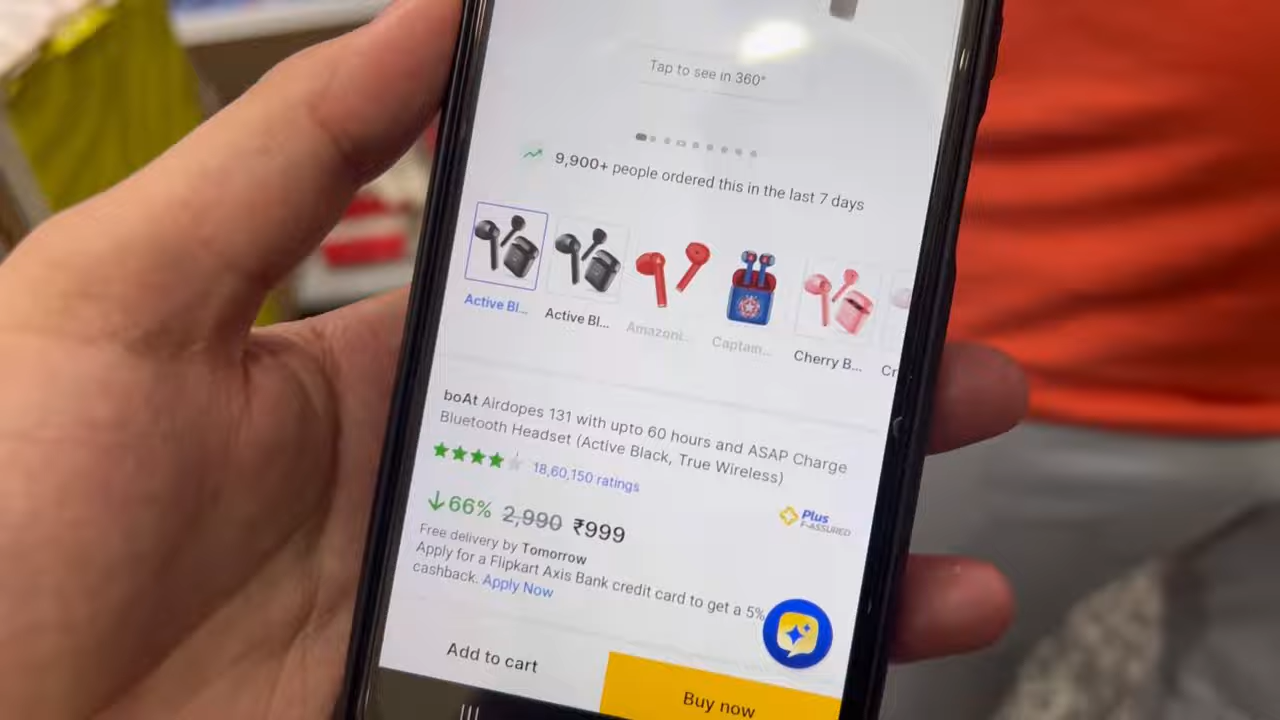 Tap to see in 360°
9,900+ people ordered this in the last 7 days
Active Bl...
Active Bl...
Amazoni...
Captam...
Cherry B...
Cr
boAt Airdopes 131 with upto 60 hours and ASAP Charge
Bluetooth Headset (Active Black, True Wireless)
18,60,150 ratings
Plus
F-ASSURED
↓66% 2,990 ₹999
Free delivery by Tomorrow
Apply for a Flipkart Axis Bank credit card to get a 5%
cashback. Apply Now
Add to cart
Buy now